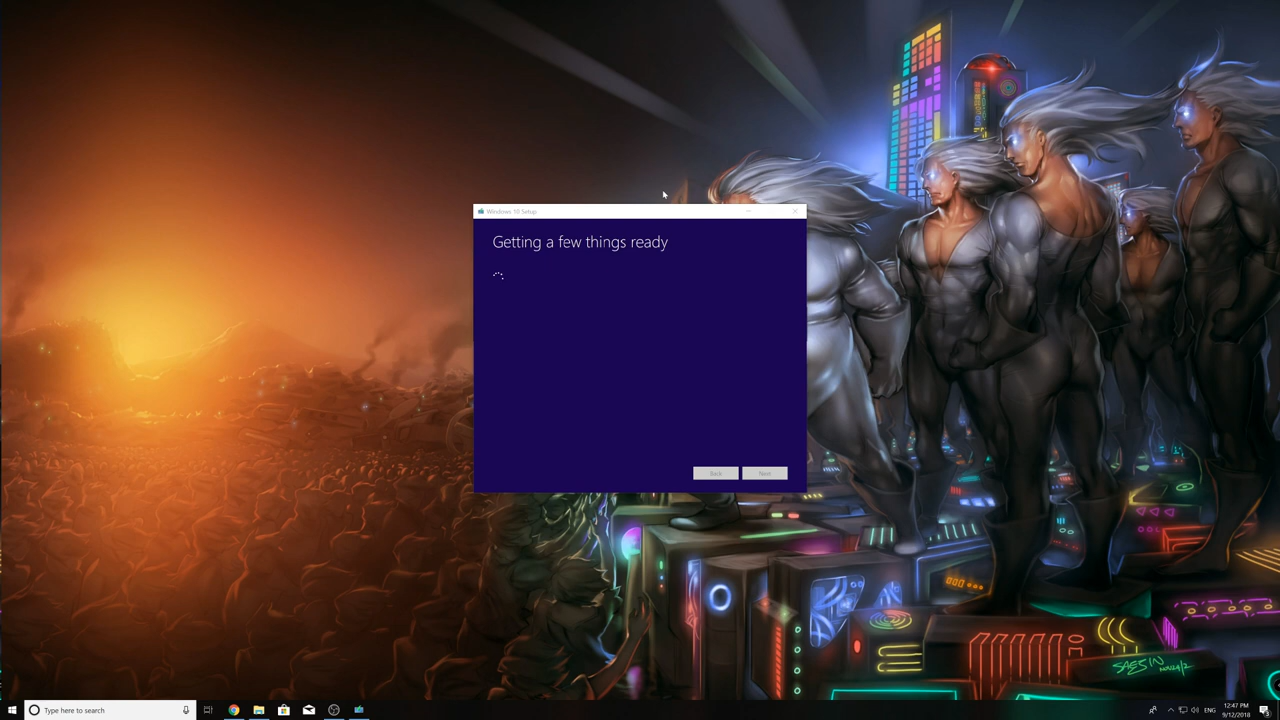 Windows 10 Setup
Getting a few things ready
Back
Next
SAESIN
Type here to search
ENG
12:47 PM
9/12/2018